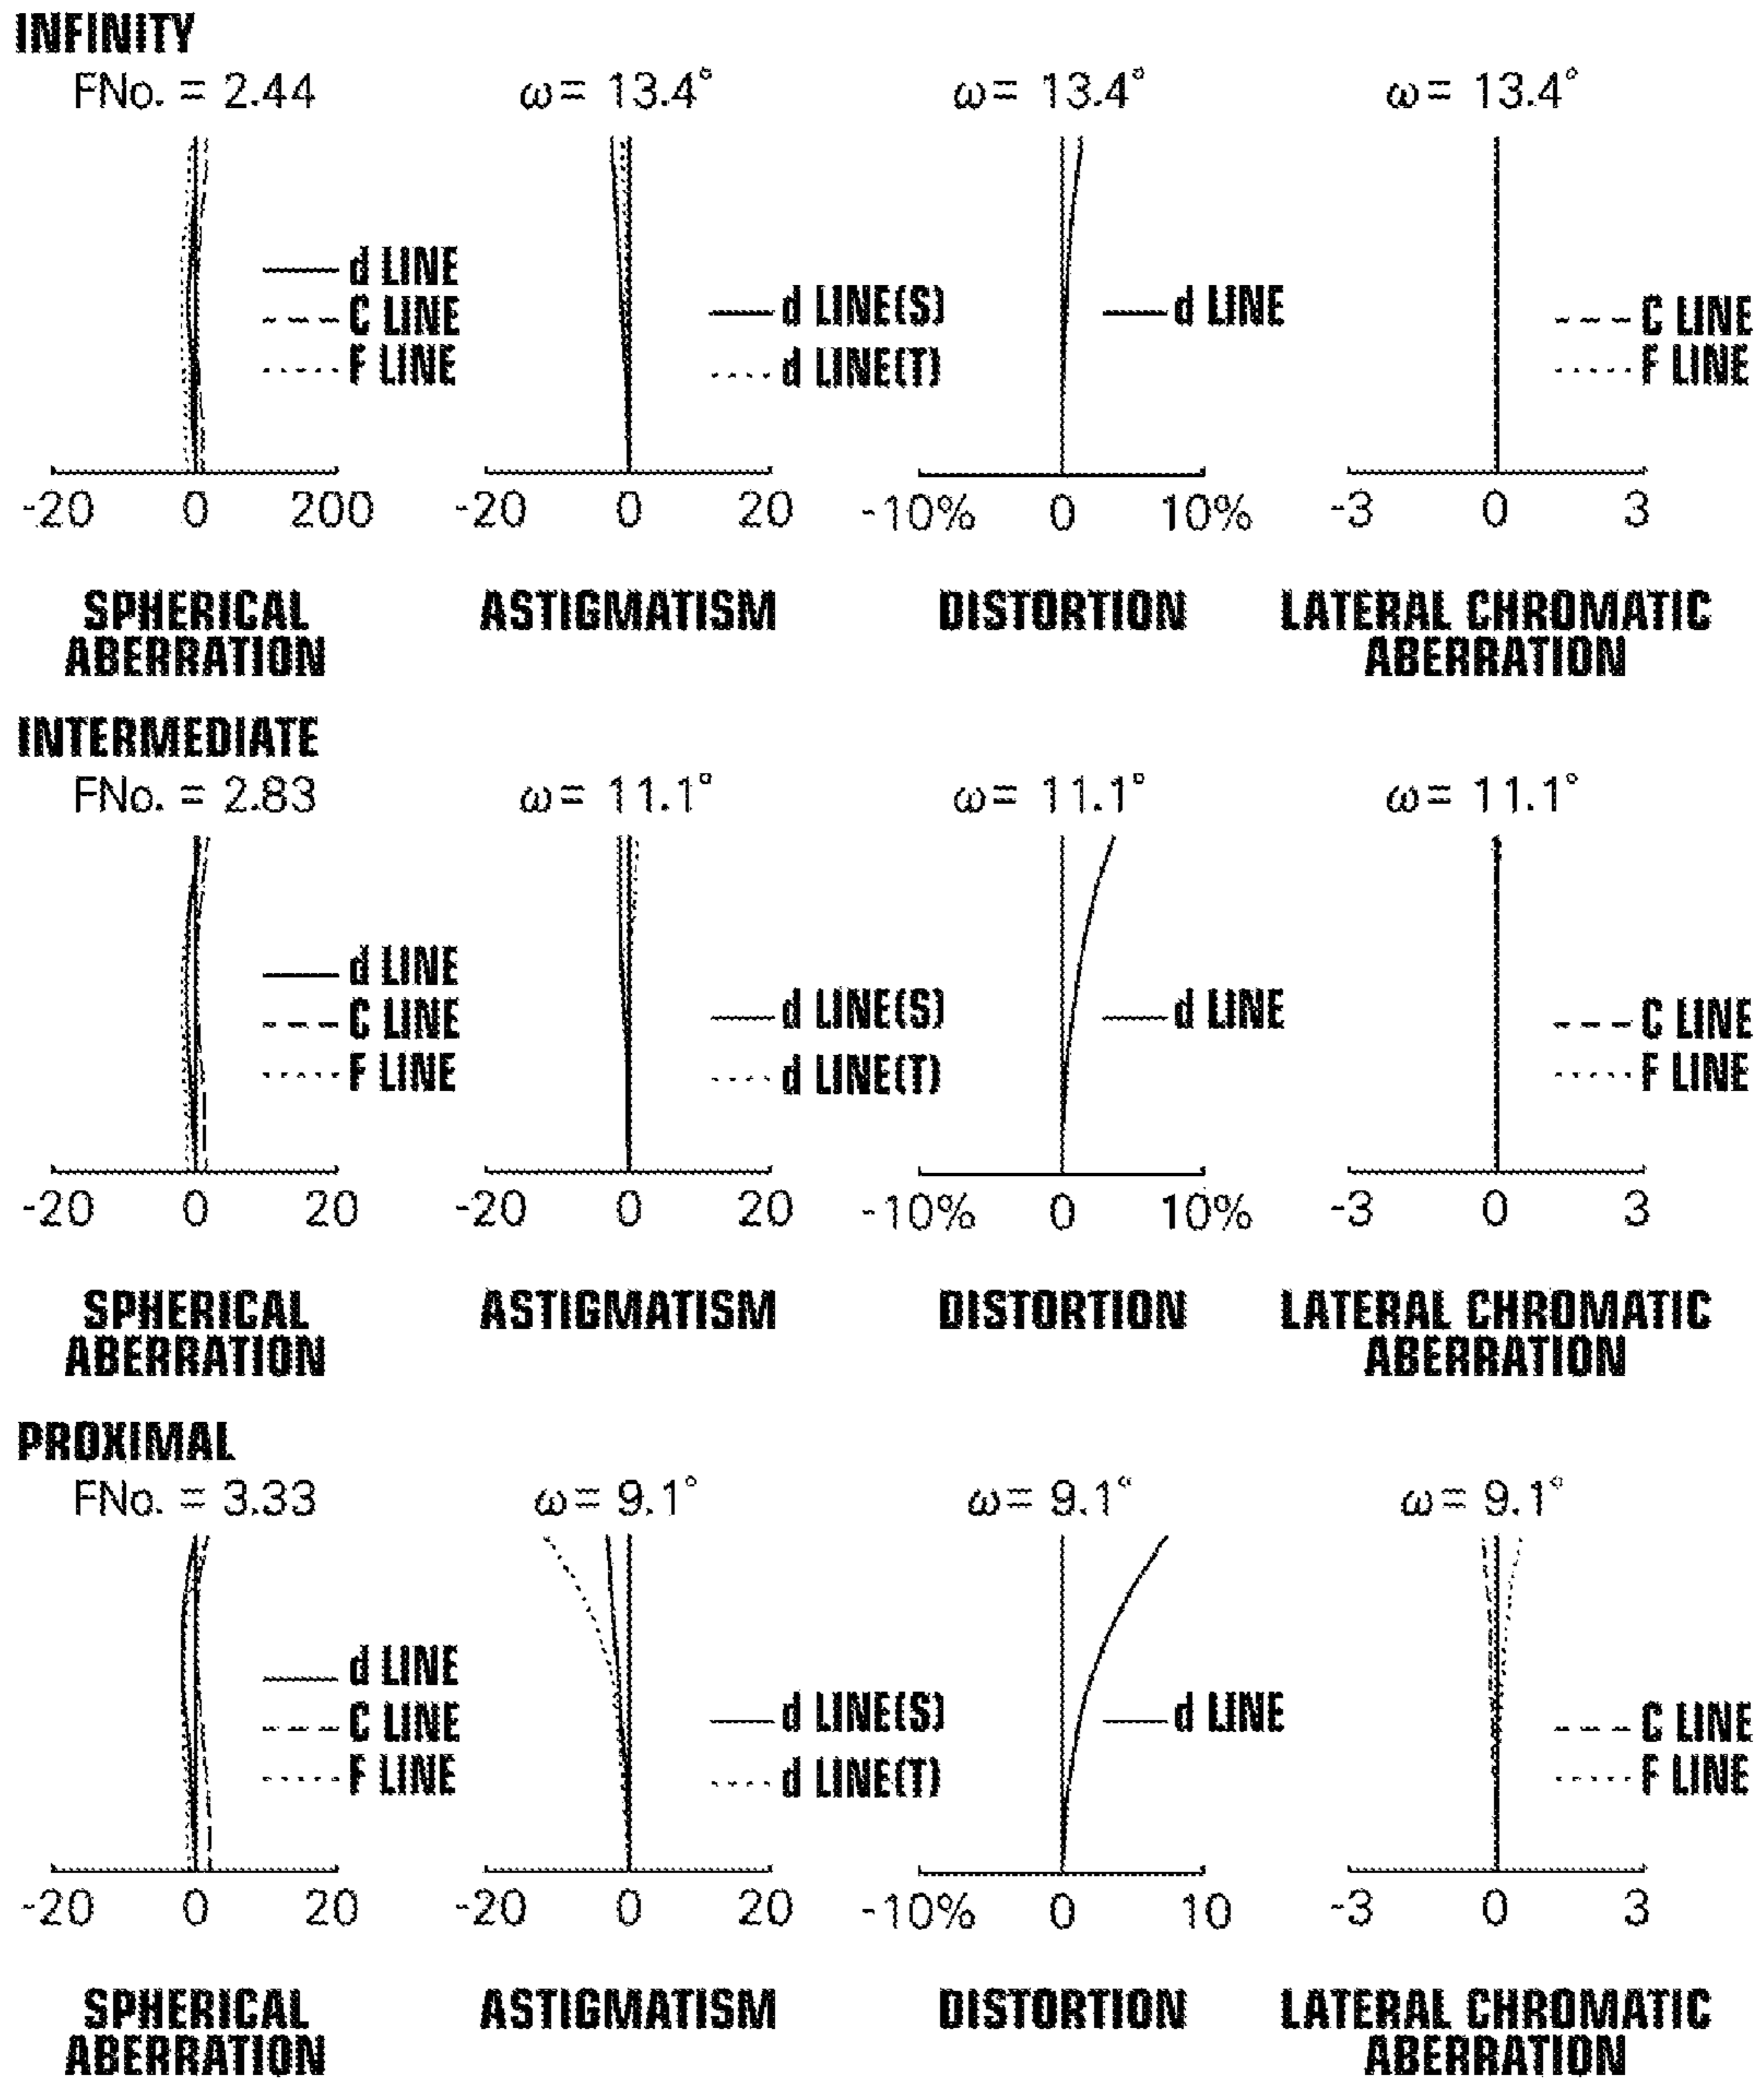 INFINITY
FNo. = 2.44
ω= 13.4°
ω= 13.4°
ω= 13.4°
d LINE
C LINE
F LINE
d LINE(S)
d LINE(T)
d LINE
C LINE
F LINE
-20 0 200
-20 0 20
-10% 0 10%
-3 0 3
SPHERICAL
ABERRATION
ASTIGMATISM
DISTORTION
LATERAL CHROMATIC
ABERRATION
INTERMEDIATE
FNo. = 2.83
ω= 11.1°
ω= 11.1°
ω= 11.1°
d LINE
C LINE
F LINE
d LINE(S)
d LINE(T)
d LINE
C LINE
F LINE
-20 0 20
-20 0 20
-10% 0 10%
-3 0 3
SPHERICAL
ABERRATION
ASTIGMATISM
DISTORTION
LATERAL CHROMATIC
ABERRATION
PROXIMAL
FNo. = 3.33
ω= 9.1°
ω= 9.1°
ω= 9.1°
d LINE
C LINE
F LINE
d LINE(S)
d LINE(T)
d LINE
C LINE
F LINE
-20 0 20
-20 0 20
-10% 0 10
-3 0 3
SPHERICAL
ABERRATION
ASTIGMATISM
DISTORTION
LATERAL CHROMATIC
ABERRATION